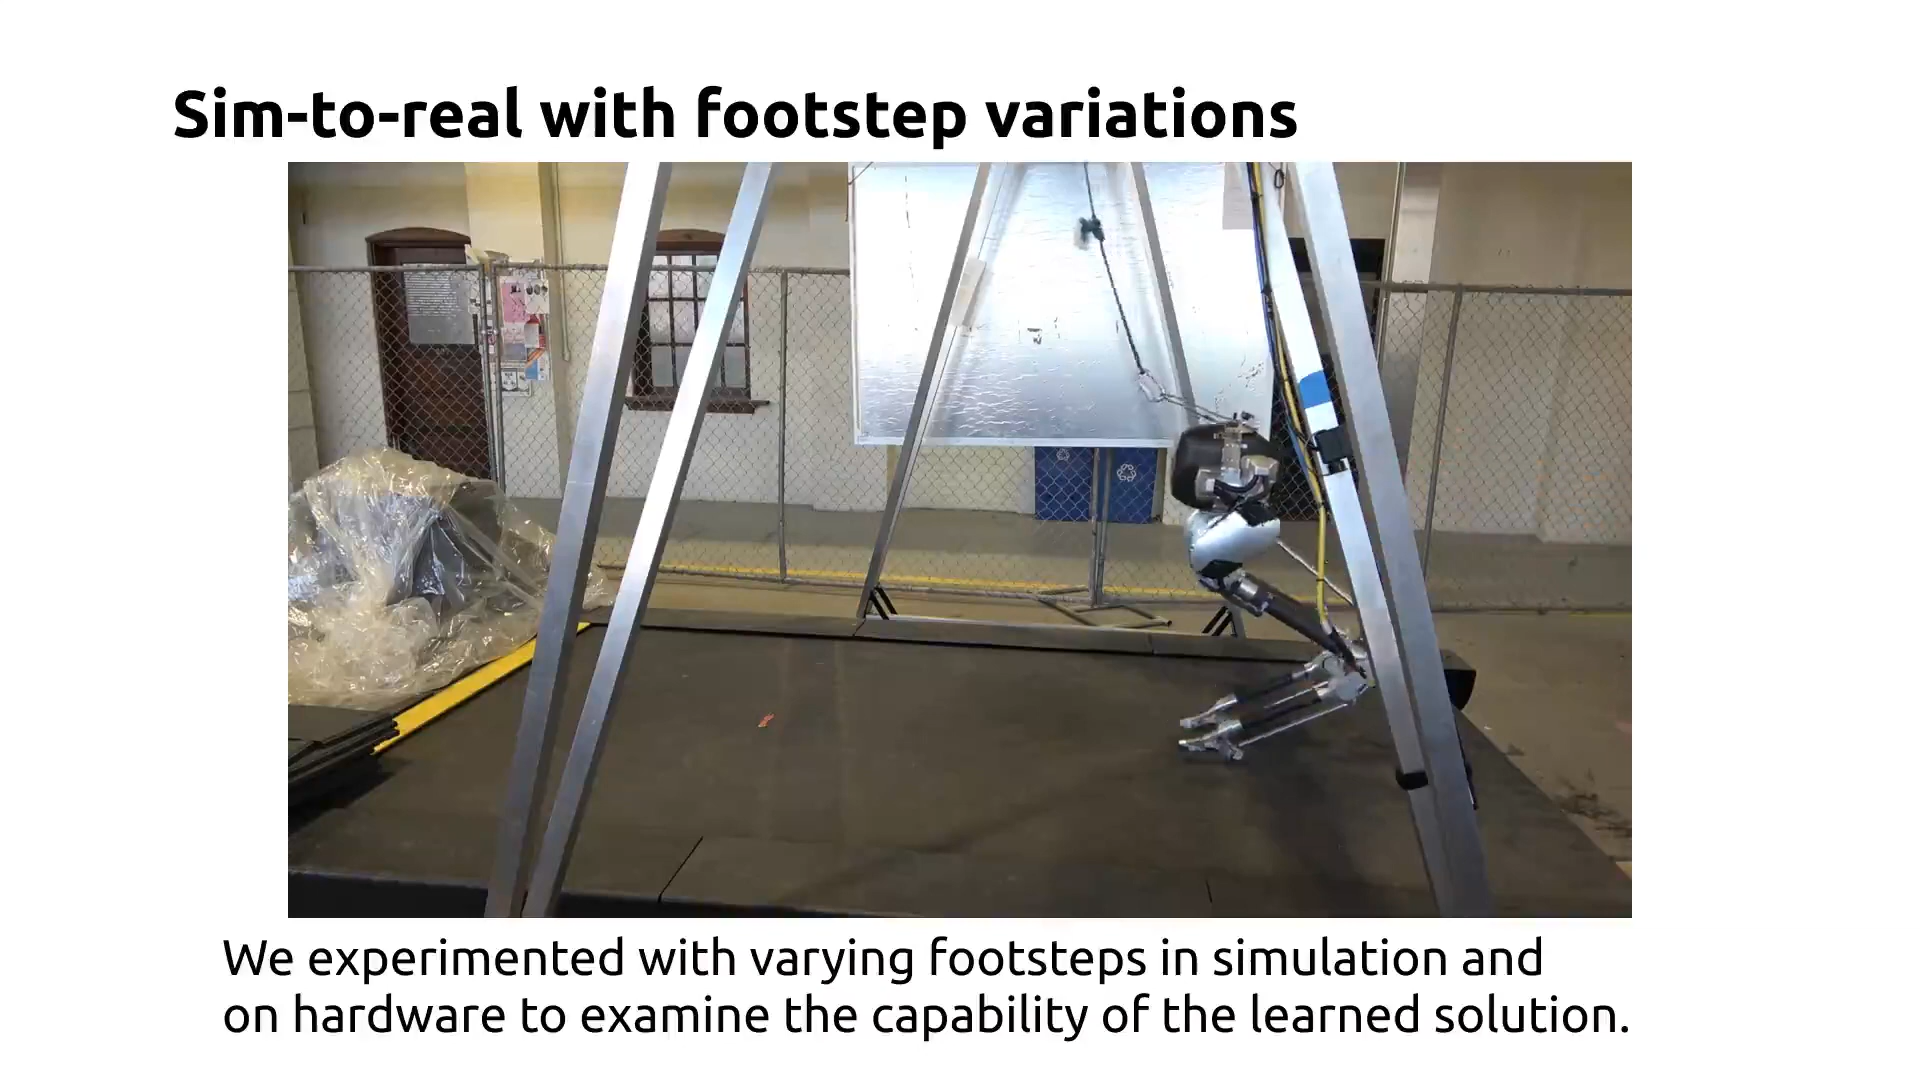 Sim-to-real with footstep variations
We experimented with varying footsteps in simulation and
on hardware to examine the capability of the learned solution.